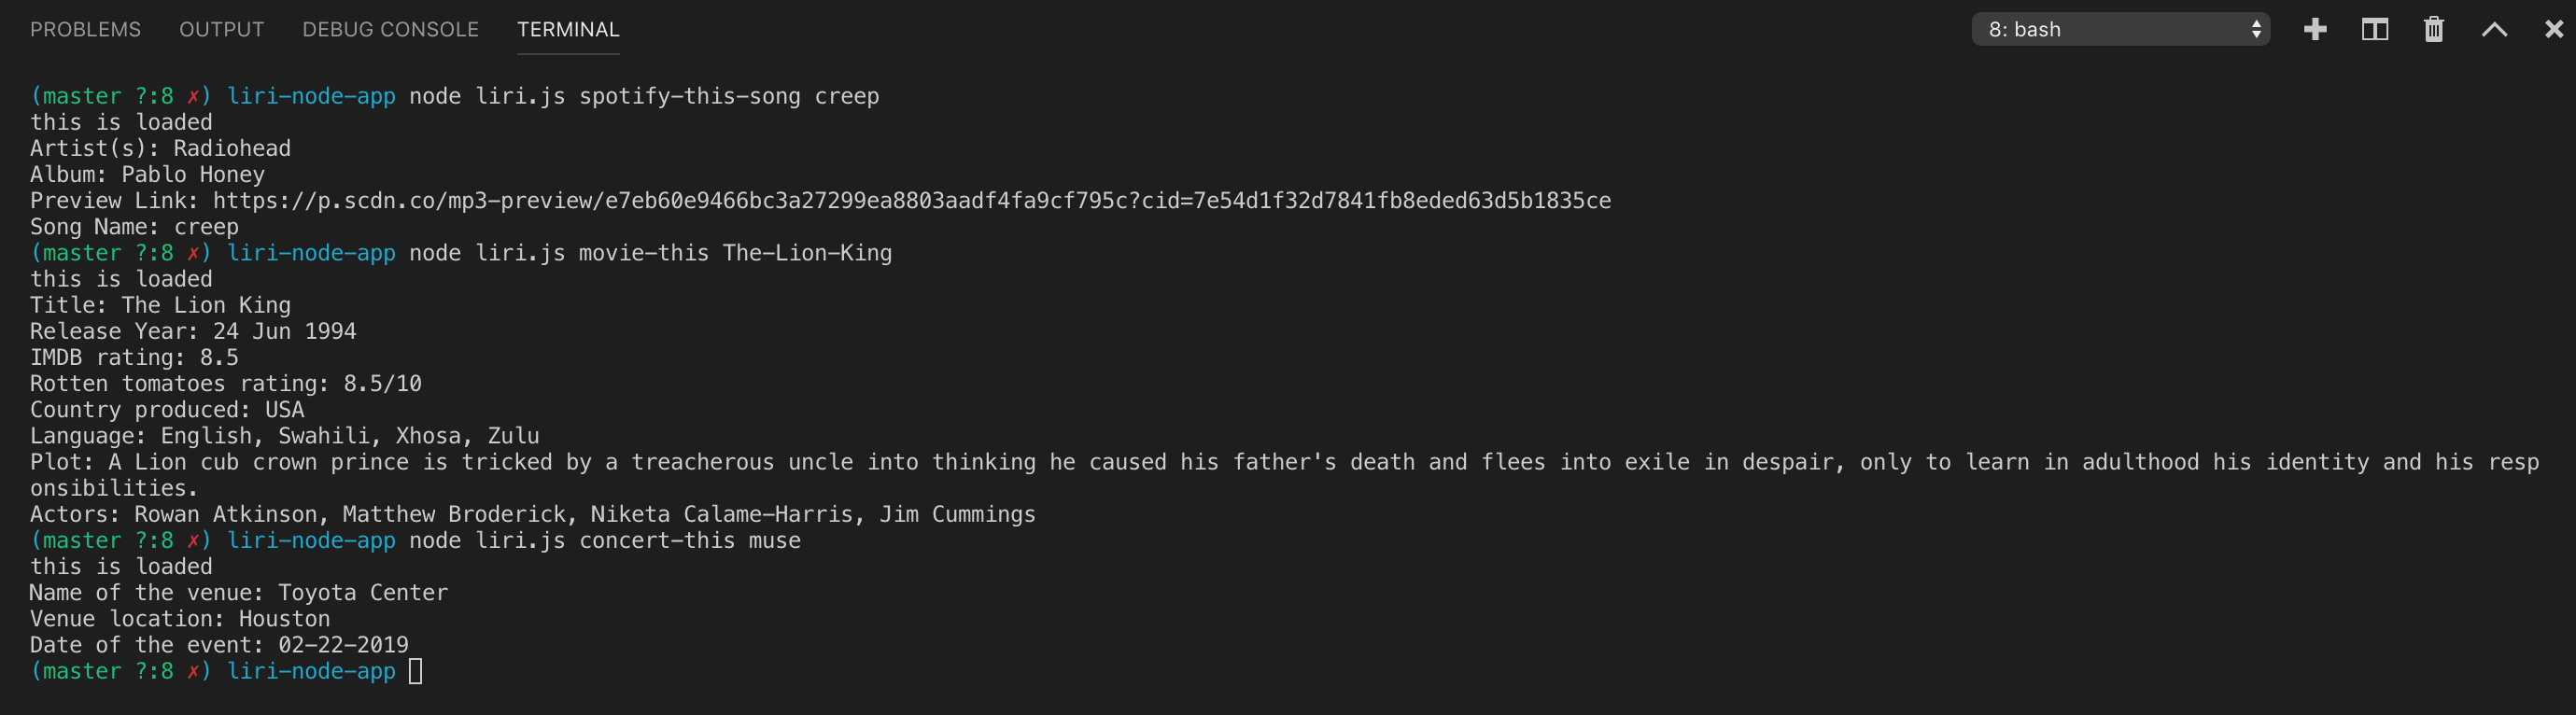 PROBLEMS OUTPUT DEBUG CONSOLE TERMINAL 8: bash
(master ?:8 ✗) liri-node-app node liri.js spotify-this-song creep
this is loaded
Artist(s): Radiohead
Album: Pablo Honey
Preview Link: https://p.scdn.co/mp3-preview/e7eb60e9466bc3a27299ea8803aadf4fa9cf795c?cid=7e54d1f32d7841fb8eded63d5b1835ce
Song Name: creep
(master ?:8 ✗) liri-node-app node liri.js movie-this The-Lion-King
this is loaded
Title: The Lion King
Release Year: 24 Jun 1994
IMDB rating: 8.5
Rotten tomatoes rating: 8.5/10
Country produced: USA
Language: English, Swahili, Xhosa, Zulu
Plot: A Lion cub crown prince is tricked by a treacherous uncle into thinking he caused his father's death and flees into exile in despair, only to learn in adulthood his identity and his resp
onsibilities.
Actors: Rowan Atkinson, Matthew Broderick, Niketa Calame-Harris, Jim Cummings
(master ?:8 ✗) liri-node-app node liri.js concert-this muse
this is loaded
Name of the venue: Toyota Center
Venue location: Houston
Date of the event: 02-22-2019
(master ?:8 ✗) liri-node-app